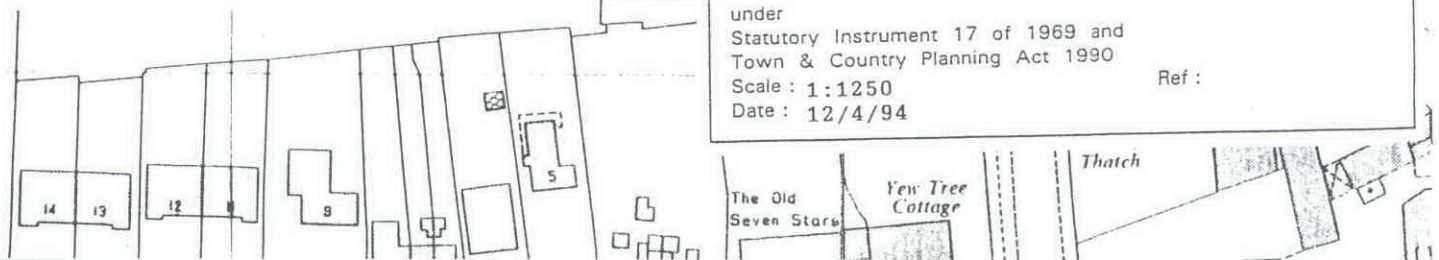 under
Statutory Instrument 17 of 1969 and
Town & Country Planning Act 1990
Scale : 1:1250
Ref :
Date : 12/4/94
Thatch
The Old
Seven Stars
Yew Tree
Cottage
14
13
12
9
5